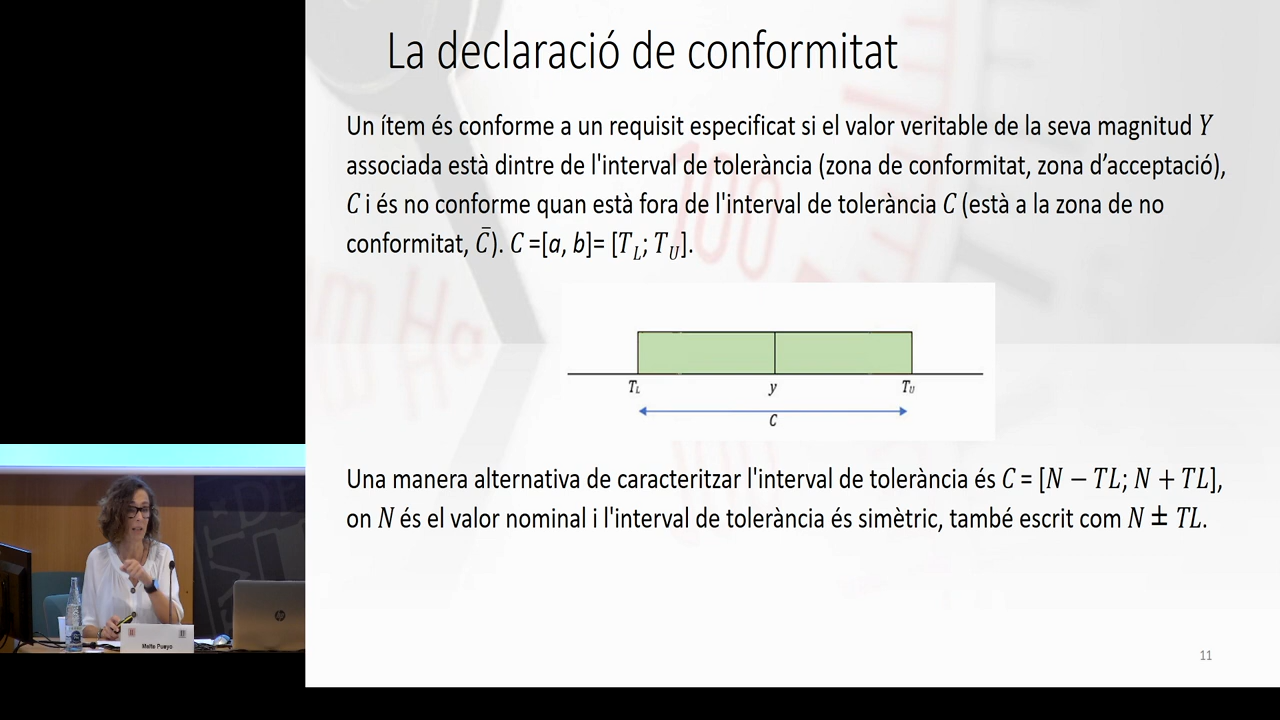 La declaració de conformitat
Un ítem és conforme a un requisit especificat si el valor veritable de la seva magnitud Y
associada està dintre de l'interval de tolerància (zona de conformitat, zona d’acceptació),
C i és no conforme quan està fora de l'interval de tolerància C (està a la zona de no
conformitat, C̄). C =[a, b]= [T_L; T_U].
T_L y T_U
C
Una manera alternativa de caracteritzar l'interval de tolerància és C = [N − TL; N + TL],
on N és el valor nominal i l'interval de tolerància és simètric, també escrit com N ± TL.
11
Maite Pueyo
hp